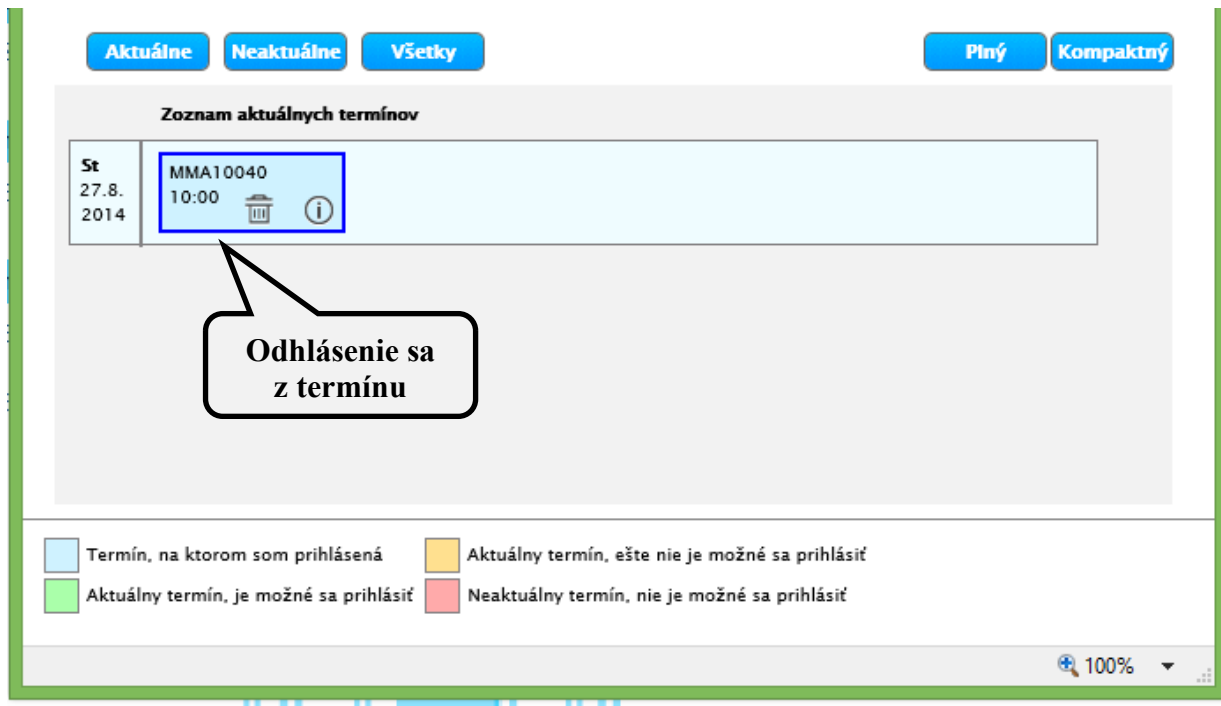 Aktuálne Neaktuálne Všetky Plný Kompaktný
Zoznam aktuálnych termínov
St
27.8.
2014
MMA10040
10:00
Odhlásenie sa
z termínu
Termín, na ktorom som prihlásená
Aktuálny termín, ešte nie je možné sa prihlásiť
Aktuálny termín, je možné sa prihlásiť
Neaktuálny termín, nie je možné sa prihlásiť
100%